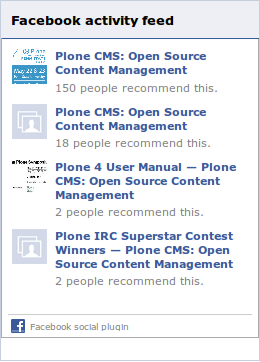 Facebook activity feed
Plone CMS: Open Source
Content Management
150 people recommend this.
Plone CMS: Open Source
Content Management
18 people recommend this.
Plone 4 User Manual — Plone
CMS: Open Source Content
Management
2 people recommend this.
Plone IRC Superstar Contest
Winners — Plone CMS: Open
Source Content Management
2 people recommend this.
Facebook social plugin